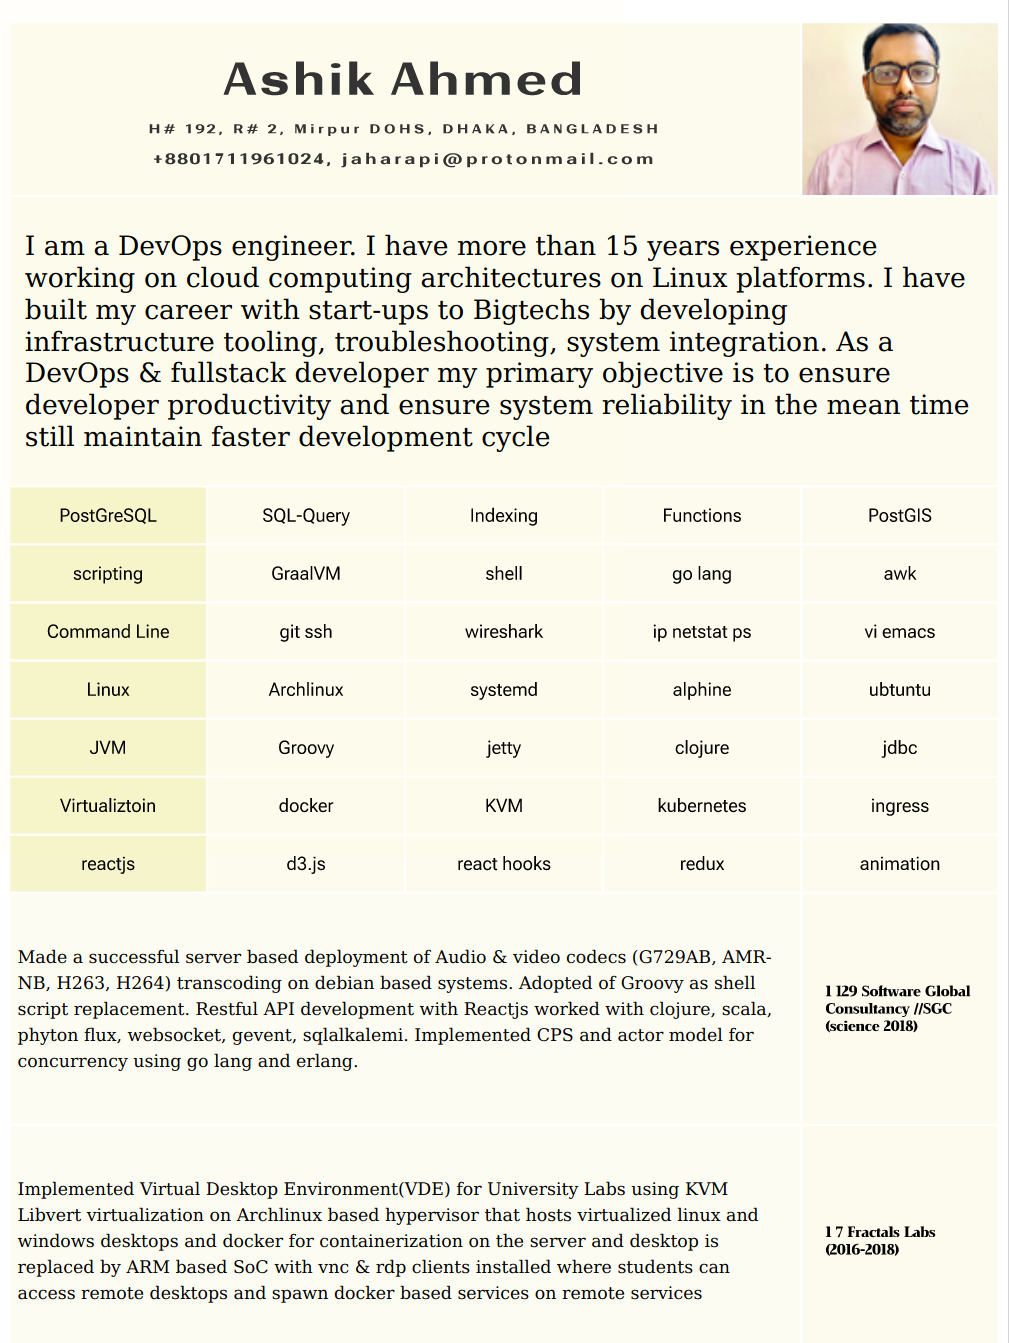 Ashik Ahmed
H# 192, R# 2, Mirpur DOHS, DHAKA, BANGLADESH
+8801711961024, jaharapi@protonmail.com
I am a DevOps engineer. I have more than 15 years experience
working on cloud computing architectures on Linux platforms. I have
built my career with start-ups to Bigtechs by developing
infrastructure tooling, troubleshooting, system integration. As a
DevOps & fullstack developer my primary objective is to ensure
developer productivity and ensure system reliability in the mean time
still maintain faster development cycle
PostGreSQL SQL-Query Indexing Functions PostGIS
scripting GraalVM shell go lang awk
Command Line git ssh wireshark ip netstat ps vi emacs
Linux Archlinux systemd alphine ubtuntu
JVM Groovy jetty clojure jdbc
Virtualiztoin docker KVM kubernetes ingress
reactjs d3.js react hooks redux animation
Made a successful server based deployment of Audio & video codecs (G729AB, AMR-
NB, H263, H264) transcoding on debian based systems. Adopted of Groovy as shell
script replacement. Restful API development with Reactjs worked with clojure, scala,
phyton flux, websocket, gevent, sqlalkalemi. Implemented CPS and actor model for
concurrency using go lang and erlang.
1 129 Software Global
Consultancy //SGC
(science 2018)
Implemented Virtual Desktop Environment(VDE) for University Labs using KVM
Libvert virtualization on Archlinux based hypervisor that hosts virtualized linux and
windows desktops and docker for containerization on the server and desktop is
replaced by ARM based SoC with vnc & rdp clients installed where students can
access remote desktops and spawn docker based services on remote services
1 7 Fractals Labs
(2016-2018)